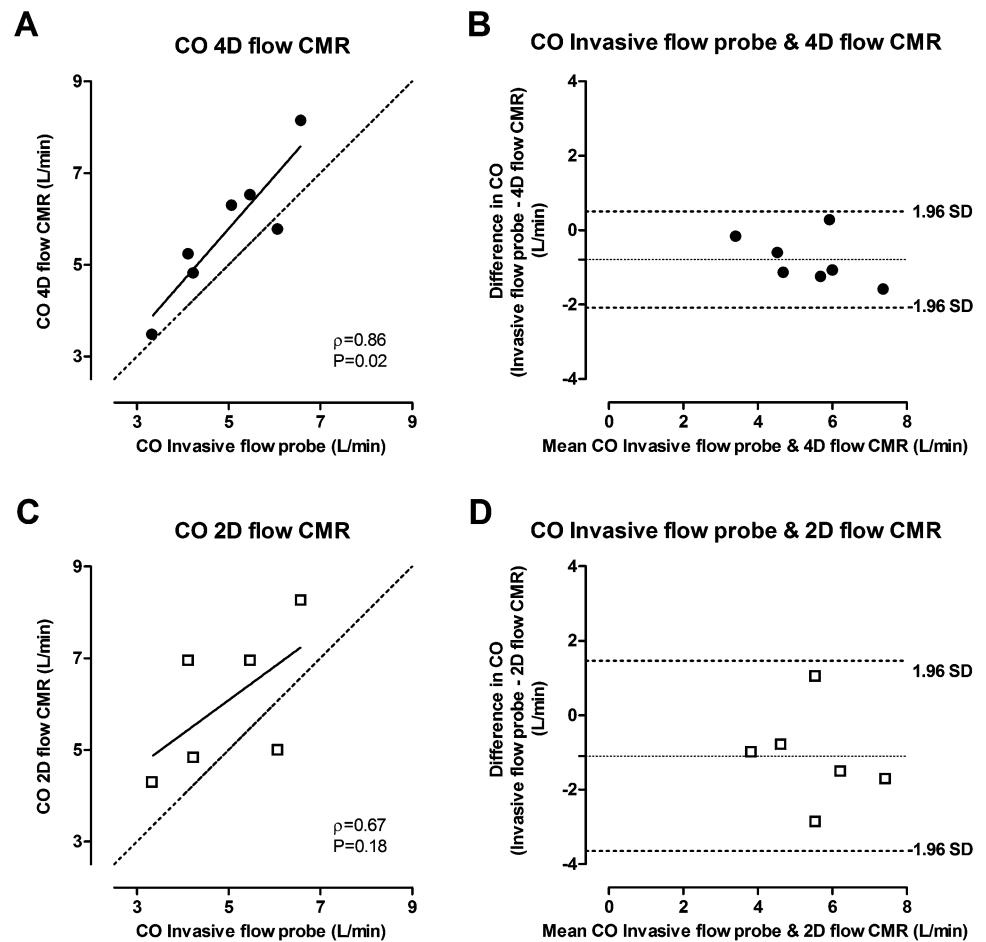 A
CO 4D flow CMR
CO 4D flow CMR (L/min)
9
7
5
3
ρ=0.86
P=0.02
3 5 7 9
CO Invasive flow probe (L/min)
B
CO Invasive flow probe & 4D flow CMR
Difference in CO
(Invasive flow probe - 4D flow CMR)
(L/min)
4
2
0
-2
-4
1.96 SD
-1.96 SD
0 2 4 6 8
Mean CO Invasive flow probe & 4D flow CMR (L/min)
C
CO 2D flow CMR
CO 2D flow CMR (L/min)
9
7
5
3
ρ=0.67
P=0.18
3 5 7 9
CO Invasive flow probe (L/min)
D
CO Invasive flow probe & 2D flow CMR
Difference in CO
(Invasive flow probe - 2D flow CMR)
(L/min)
4
2
0
-2
-4
1.96 SD
-1.96 SD
0 2 4 6 8
Mean CO Invasive flow probe & 2D flow CMR (L/min)